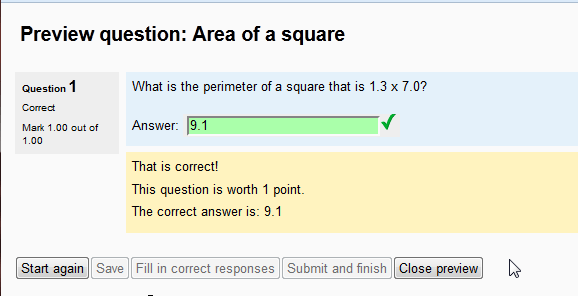 Preview question: Area of a square
Question 1
Correct
Mark 1.00 out of
1.00
What is the perimeter of a square that is 1.3 x 7.0?
Answer: 9.1
That is correct!
This question is worth 1 point.
The correct answer is: 9.1
Start again Save Fill in correct responses Submit and finish Close preview